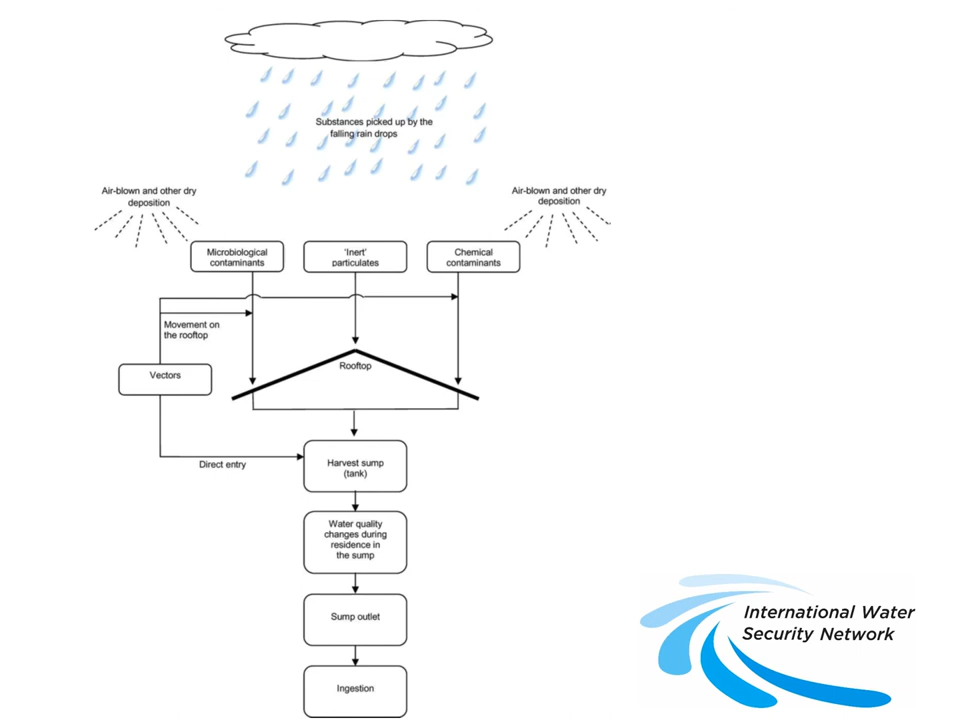 Substances picked up by the
falling rain drops
Air-blown and other dry
deposition
Air-blown and other dry
deposition
Microbiological
contaminants
'Inert'
particulates
Chemical
contaminants
Movement on
the rooftop
Rooftop
Vectors
Direct entry
Harvest sump
(tank)
Water quality
changes during
residence in
the sump
Sump outlet
Ingestion
International Water
Security Network